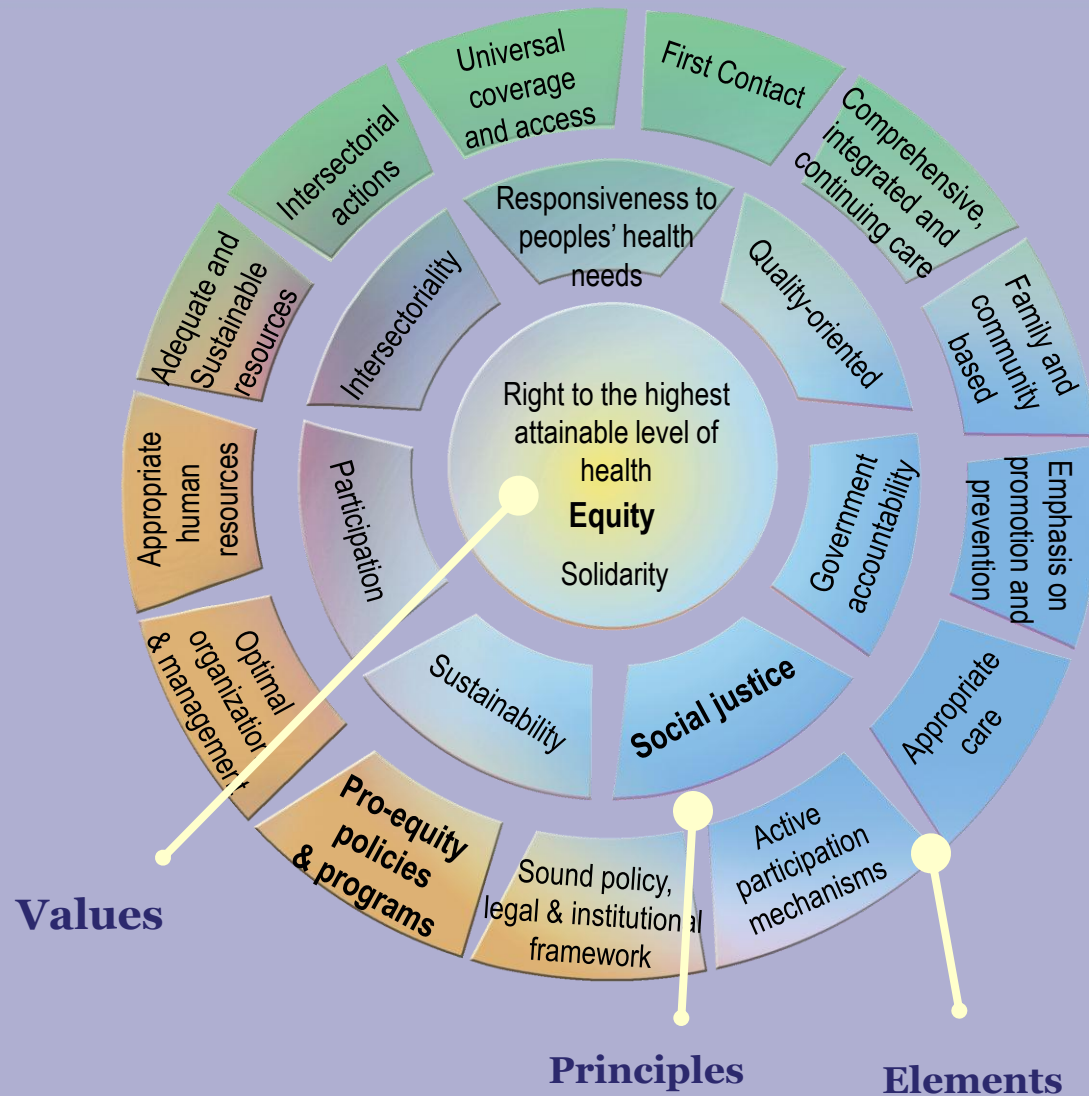 Universal
coverage
and access
First Contact
Comprehensive,
integrated and
continuing care
Family and
community
based
Emphasis on
promotion and
prevention
Appropriate
care
Active
participation
mechanisms
Sound policy,
legal & institutional
framework
Pro-equity
policies
& programs
Optimal
organization
& management
Appropriate
human
resources
Adequate and
Sustainable
resources
Intersectorial
actions
Responsiveness to
peoples’ health
needs
Quality-oriented
Government
accountability
Social justice
Sustainability
Participation
Intersectoriality
Right to the highest
attainable level of
health
Equity
Solidarity
Values
Principles
Elements